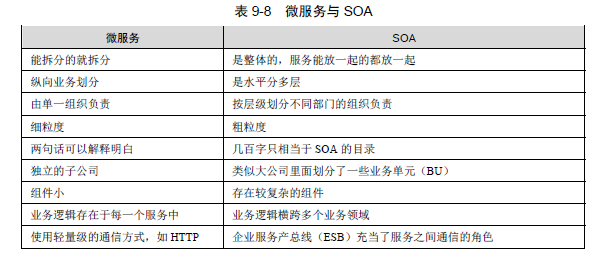 表 9-8 微服务与 SOA
微服务 SOA
能拆分的就拆分 是整体的，服务能放一起的都放一起
纵向业务划分 是水平分多层
由单一组织负责 按层级划分不同部门的组织负责
细粒度 粗粒度
两句话可以解释明白 几百字只相当于 SOA 的目录
独立的子公司 类似大公司里面划分了一些业务单元（BU）
组件小 存在较复杂的组件
业务逻辑存在于每一个服务中 业务逻辑横跨多个业务领域
使用轻量级的通信方式，如 HTTP 企业服务产总线（ESB）充当了服务之间通信的角色